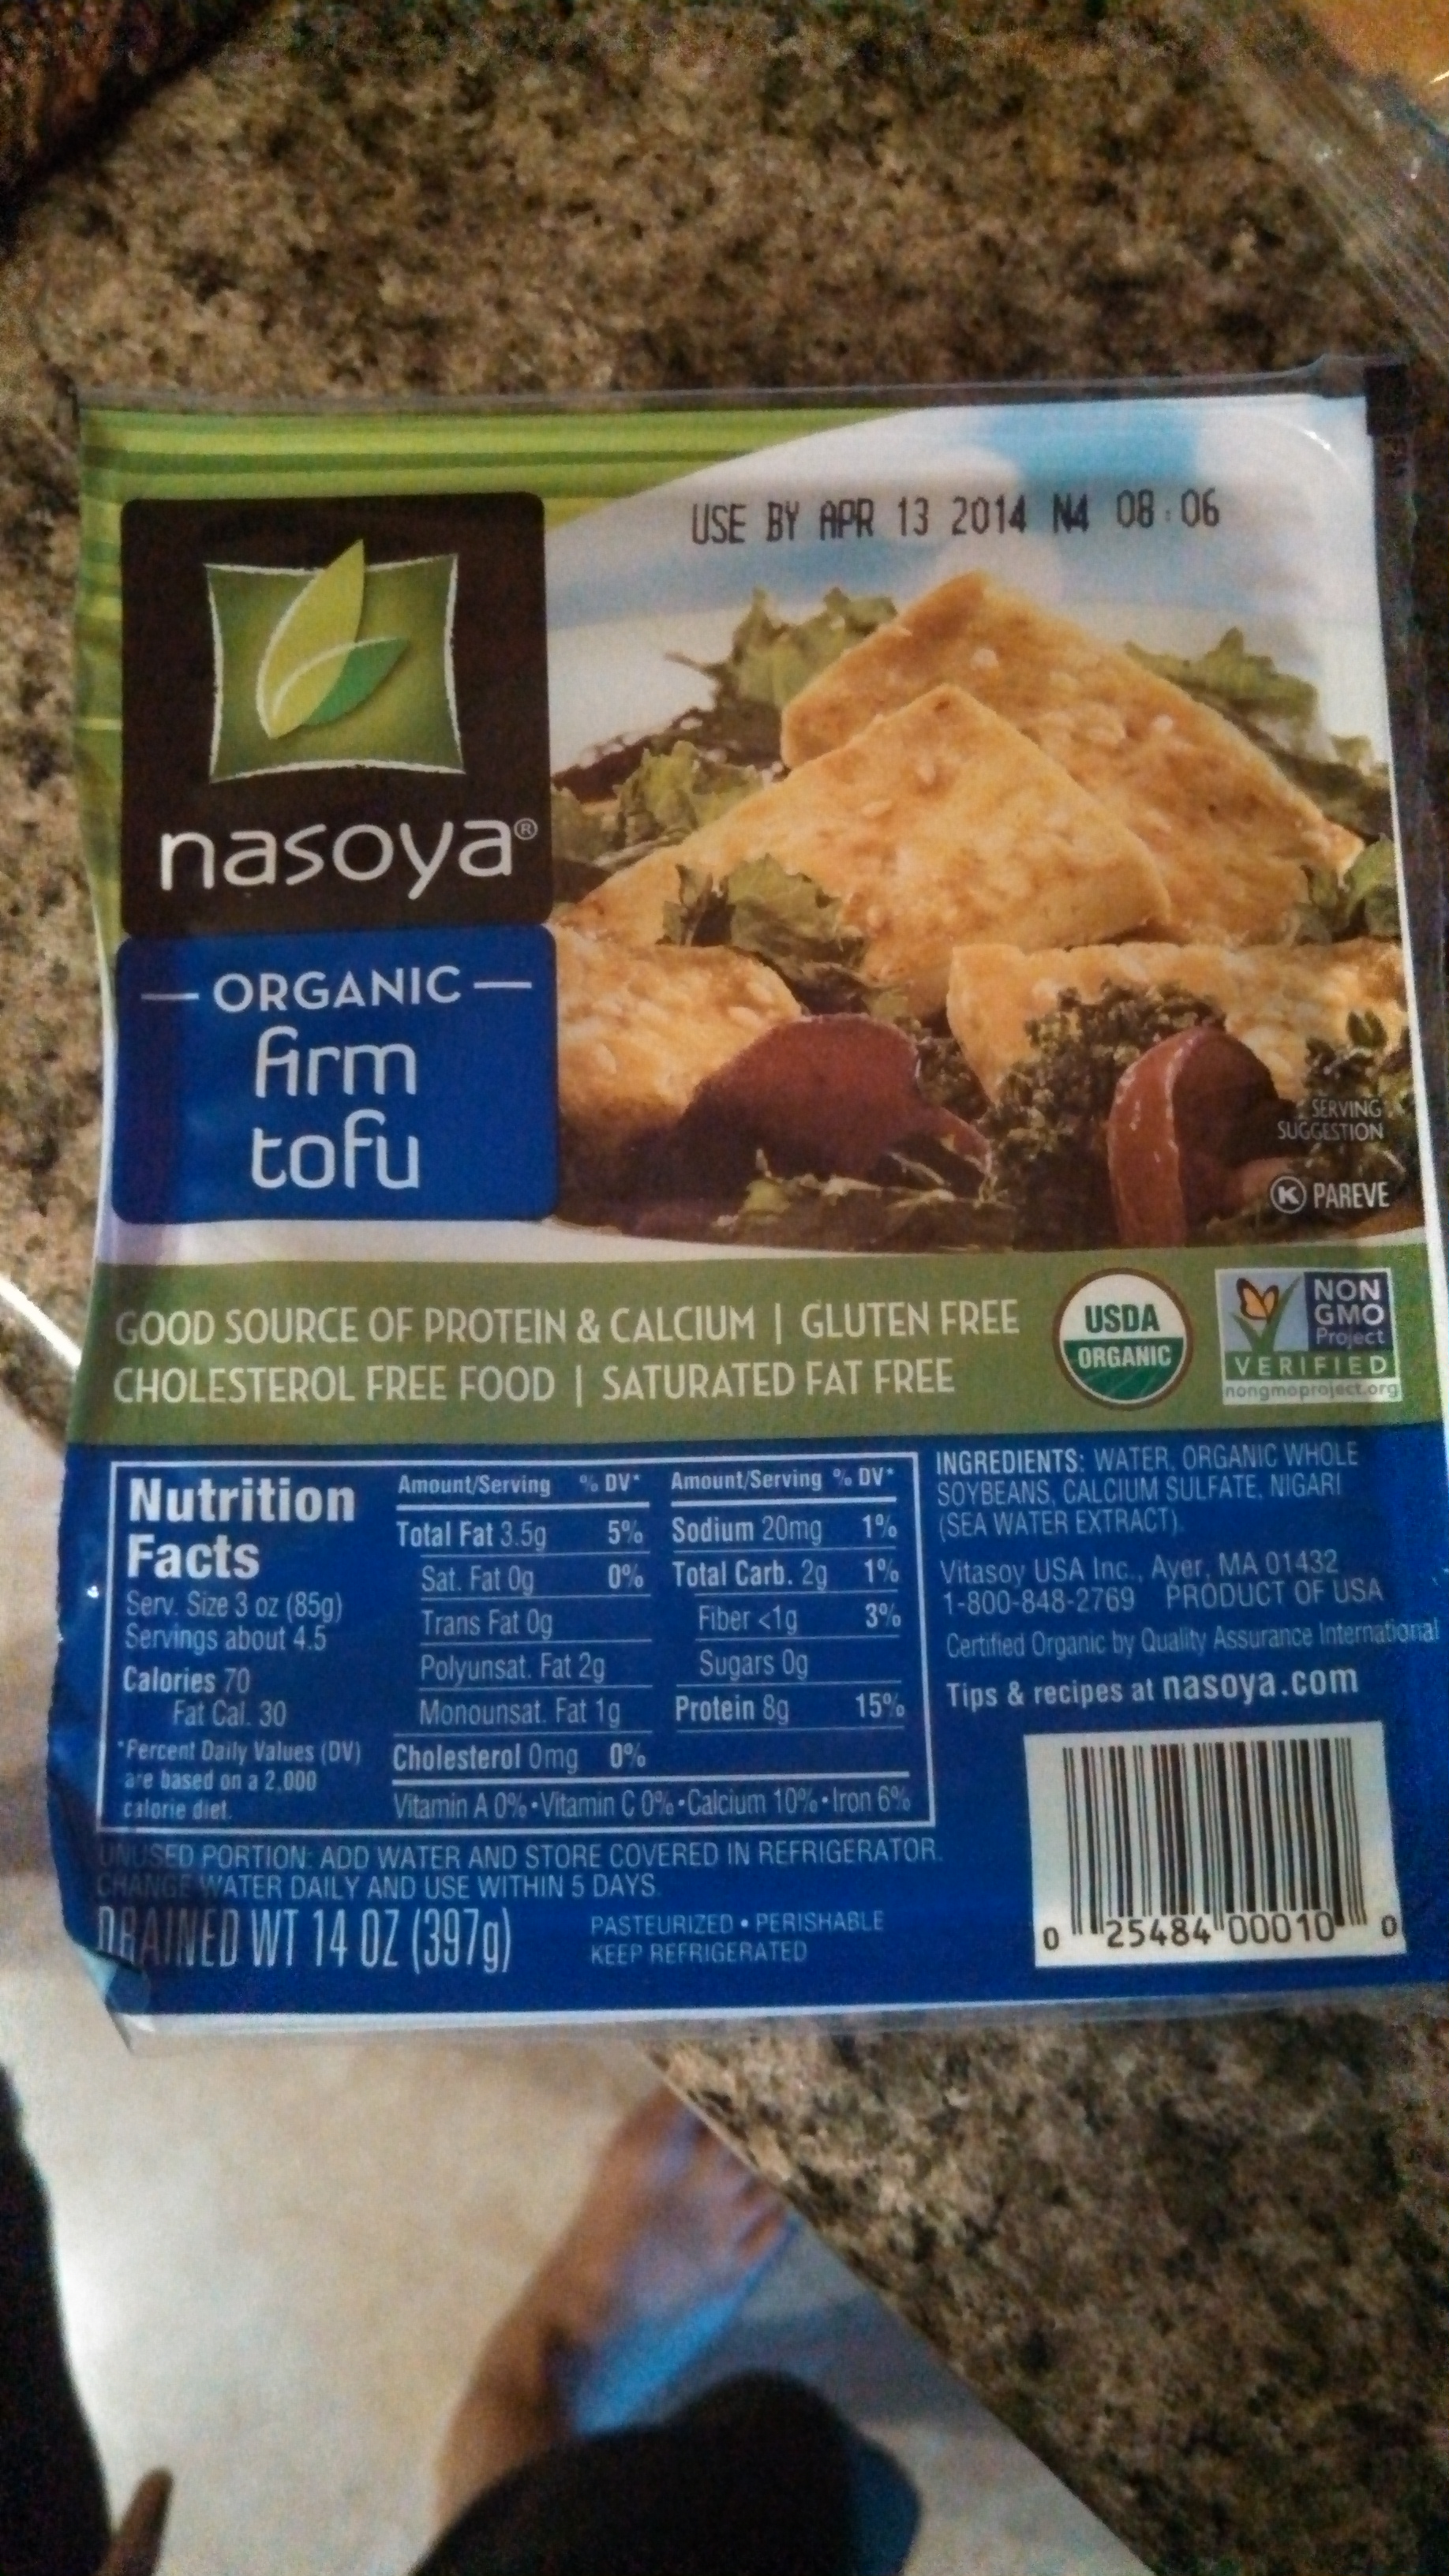 USE BY APR 13 2014 N4 08:06
nasoya®
ORGANIC
firm
tofu
SERVING
SUGGESTION
K PAREVE
GOOD SOURCE OF PROTEIN & CALCIUM | GLUTEN FREE
CHOLESTEROL FREE FOOD | SATURATED FAT FREE
USDA
ORGANIC
NON
GMO
Project
VERIFIED
nongmoproject.org
Nutrition
Facts
Serv. Size 3 oz (85g)
Servings about 4.5
Calories 70
Fat Cal. 30
*Percent Daily Values (DV)
are based on a 2,000
calorie diet.
Amount/Serving % DV*
Total Fat 3.5g 5%
Sat. Fat 0g 0%
Trans Fat 0g
Polyunsat. Fat 2g
Monounsat. Fat 1g
Cholesterol 0mg 0%
Amount/Serving % DV*
Sodium 20mg 1%
Total Carb. 2g 1%
Fiber <1g 3%
Sugars 0g
Protein 8g 15%
Vitamin A 0% • Vitamin C 0% • Calcium 10% • Iron 6%
INGREDIENTS: WATER, ORGANIC WHOLE
SOYBEANS, CALCIUM SULFATE, NIGARI
(SEA WATER EXTRACT).
Vitasoy USA Inc., Ayer, MA 01432
1-800-848-2769 PRODUCT OF USA
Certified Organic by Quality Assurance International
Tips & recipes at nasoya.com
UNUSED PORTION: ADD WATER AND STORE COVERED IN REFRIGERATOR.
CHANGE WATER DAILY AND USE WITHIN 5 DAYS.
DRAINED WT 14 OZ (397g)
PASTEURIZED • PERISHABLE
KEEP REFRIGERATED
0 25484 00010 0